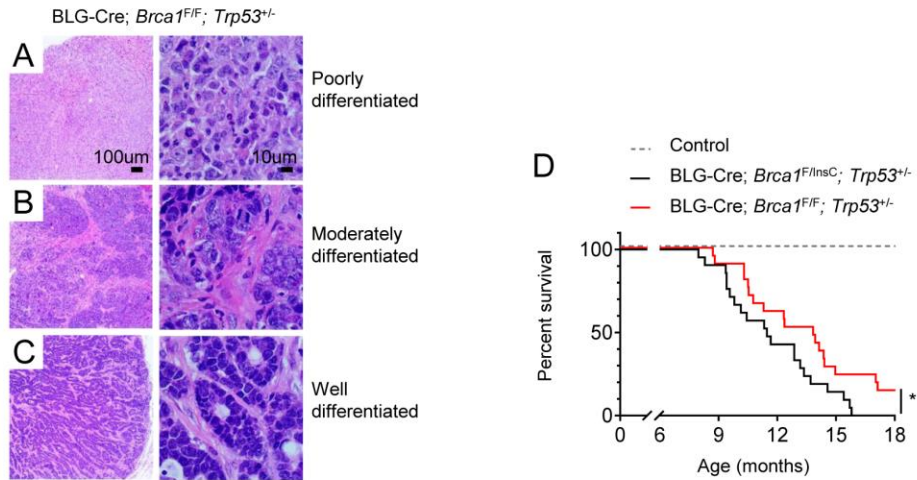 BLG-Cre; Brca1F/F; Trp53+/-
A
100um
10um
Poorly
differentiated
B
Moderately
differentiated
C
Well
differentiated
D
Control
BLG-Cre; Brca1F/InsC; Trp53+/-
BLG-Cre; Brca1F/F; Trp53+/-
Percent survival
100
50
0
0 6 9 12 15 18
Age (months)
*